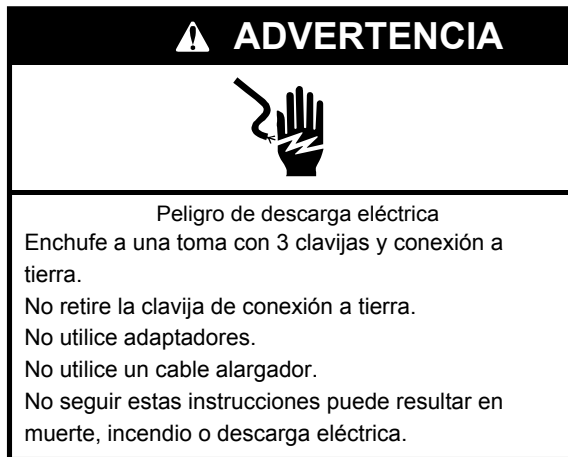 ADVERTENCIA
Peligro de descarga eléctrica
Enchufe a una toma con 3 clavijas y conexión a
tierra.
No retire la clavija de conexión a tierra.
No utilice adaptadores.
No utilice un cable alargador.
No seguir estas instrucciones puede resultar en
muerte, incendio o descarga eléctrica.